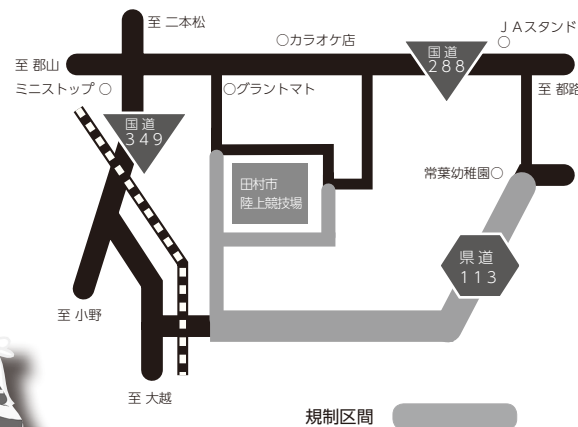 至 二本松
○カラオケ店
ＪＡスタンド
○
国道
２８８
至 郡山
ミニストップ ○
○グラントマト
至 都路
国道
３４９
常葉幼稚園○
田村市
陸上競技場
県道
１１３
至 小野
至 大越
規制区間